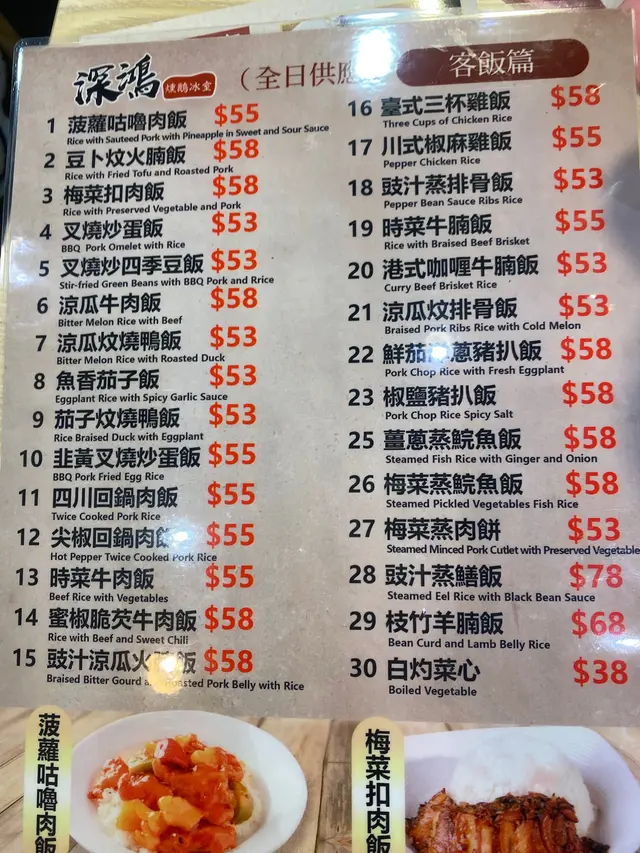 深鴻 燻鵝冰室
（全日供應
客飯篇
1 菠蘿咕嚕肉飯 $55
Rice with Sauteed Pork with Pineapple in Sweet and Sour Sauce
2 豆卜炆火腩飯 $58
Rice with Fried Tofu and Roasted Pork
3 梅菜扣肉飯 $58
Rice with Preserved Vegetable and Pork
4 叉燒炒蛋飯 $53
BBQ Pork Omelet with Rice
5 叉燒炒四季豆飯 $53
Stir-fried Green Beans with BBQ Pork and Rrice
6 涼瓜牛肉飯 $58
Bitter Melon Rice with Beef
7 涼瓜炆燒鴨飯 $53
Bitter Melon Rice with Roasted Duck
8 魚香茄子飯 $53
Eggplant Rice with Spicy Garlic Sauce
9 茄子炆燒鴨飯 $53
Rice Braised Duck with Eggplant
10 韭黃叉燒炒蛋飯 $55
BBQ Pork Fried Egg Rice
11 四川回鍋肉飯 $55
Twice Cooked Pork Rice
12 尖椒回鍋肉飯 $55
Hot Pepper Twice Cooked Pork Rice
13 時菜牛肉飯 $55
Beef Rice with Vegetables
14 蜜椒脆芡牛肉飯 $58
Rice with Beef and Sweet Chili
15 豉汁涼瓜火鴨飯 $58
Braised Bitter Gourd and Roasted Pork Belly with Rice
16 臺式三杯雞飯 $58
Three Cups of Chicken Rice
17 川式椒麻雞飯 $55
Pepper Chicken Rice
18 豉汁蒸排骨飯 $53
Pepper Bean Sauce Ribs Rice
19 時菜牛腩飯 $55
Rice with Braised Beef Brisket
20 港式咖喱牛腩飯 $53
Curry Beef Brisket Rice
21 涼瓜炆排骨飯 $53
Braised Pork Ribs Rice with Cold Melon
22 鮮茄洋蔥豬扒飯 $58
Pork Chop Rice with Fresh Eggplant
23 椒鹽豬扒飯 $58
Pork Chop Rice Spicy Salt
25 薑蔥蒸鯇魚飯 $58
Steamed Fish Rice with Ginger and Onion
26 梅菜蒸鯇魚飯 $58
Steamed Pickled Vegetables Fish Rice
27 梅菜蒸肉餅 $53
Steamed Minced Pork Cutlet with Preserved Vegetable
28 豉汁蒸鱔飯 $78
Steamed Eel Rice with Black Bean Sauce
29 枝竹羊腩飯 $68
Bean Curd and Lamb Belly Rice
30 白灼菜心 $38
Boiled Vegetable
菠蘿咕嚕肉飯
梅菜扣肉飯